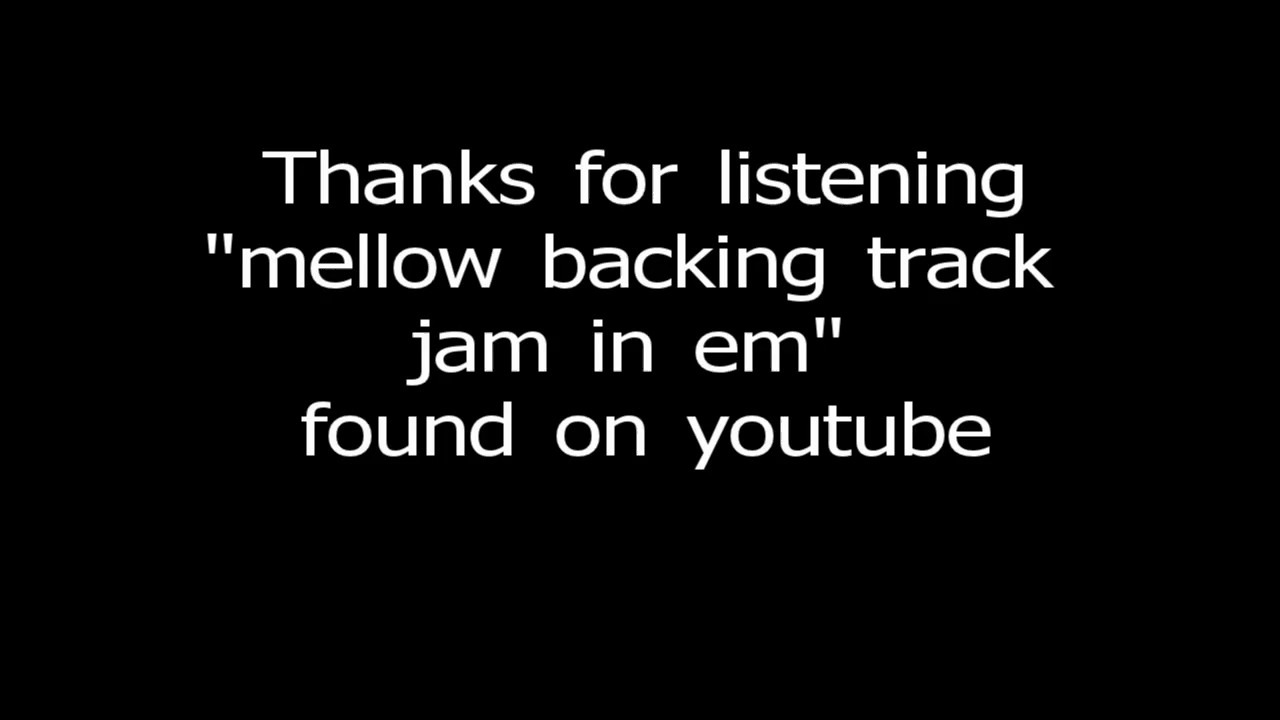 Thanks for listening
"mellow backing track
jam in em"
found on youtube